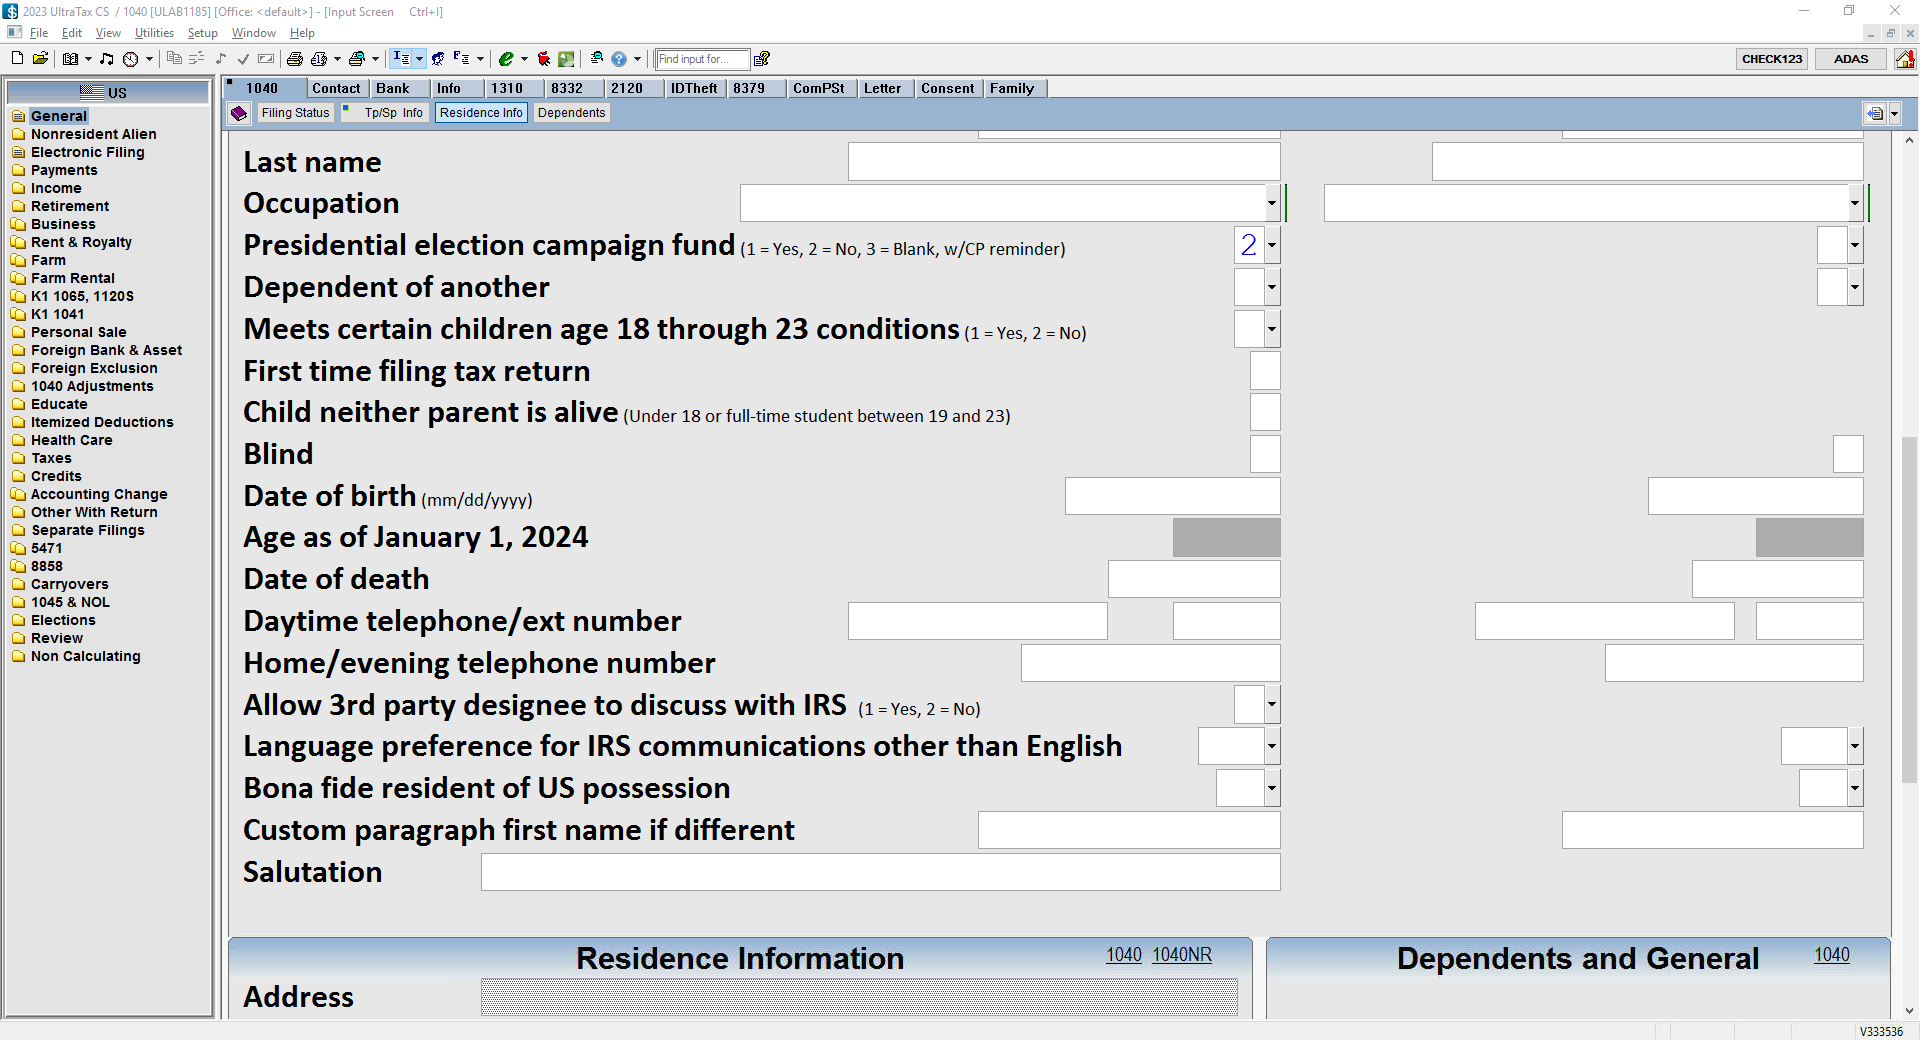 2023 UltraTax CS / 1040 [ULAB1185] [Office: <default>] - [Input Screen Ctrl+I]
File Edit View Utilities Setup Window Help
Find input for...
CHECK123 ADAS
US
General
Nonresident Alien
Electronic Filing
Payments
Income
Retirement
Business
Rent & Royalty
Farm
Farm Rental
K1 1065, 1120S
K1 1041
Personal Sale
Foreign Bank & Asset
Foreign Exclusion
1040 Adjustments
Educate
Itemized Deductions
Health Care
Taxes
Credits
Accounting Change
Other With Return
Separate Filings
5471
8858
Carryovers
1045 & NOL
Elections
Review
Non Calculating
1040 Contact Bank Info 1310 8332 2120 IDTheft 8379 ComPSt Letter Consent Family
Filing Status Tp/Sp Info Residence Info Dependents
Last name
Occupation
Presidential election campaign fund (1 = Yes, 2 = No, 3 = Blank, w/CP reminder) 2
Dependent of another
Meets certain children age 18 through 23 conditions (1 = Yes, 2 = No)
First time filing tax return
Child neither parent is alive (Under 18 or full-time student between 19 and 23)
Blind
Date of birth (mm/dd/yyyy)
Age as of January 1, 2024
Date of death
Daytime telephone/ext number
Home/evening telephone number
Allow 3rd party designee to discuss with IRS (1 = Yes, 2 = No)
Language preference for IRS communications other than English
Bona fide resident of US possession
Custom paragraph first name if different
Salutation
Residence Information 1040 1040NR
Address
Dependents and General 1040
V333536